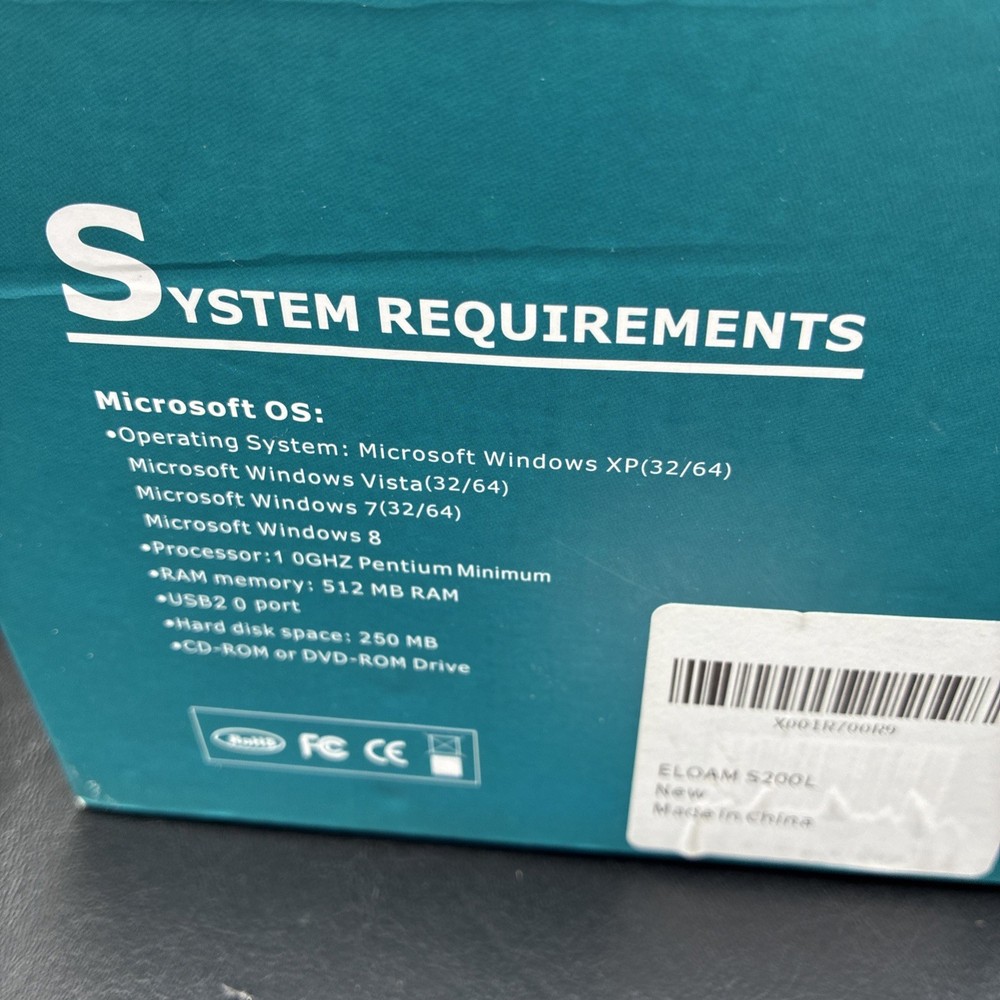 SYSTEM REQUIREMENTS
Microsoft OS:
•Operating System: Microsoft Windows XP(32/64)
Microsoft Windows Vista(32/64)
Microsoft Windows 7(32/64)
Microsoft Windows 8
•Processor:1 0GHZ Pentium Minimum
•RAM memory: 512 MB RAM
•USB2 0 port
•Hard disk space: 250 MB
•CD-ROM or DVD-ROM Drive
RoHS FC CE
ELOAM S200L
New
Made in China